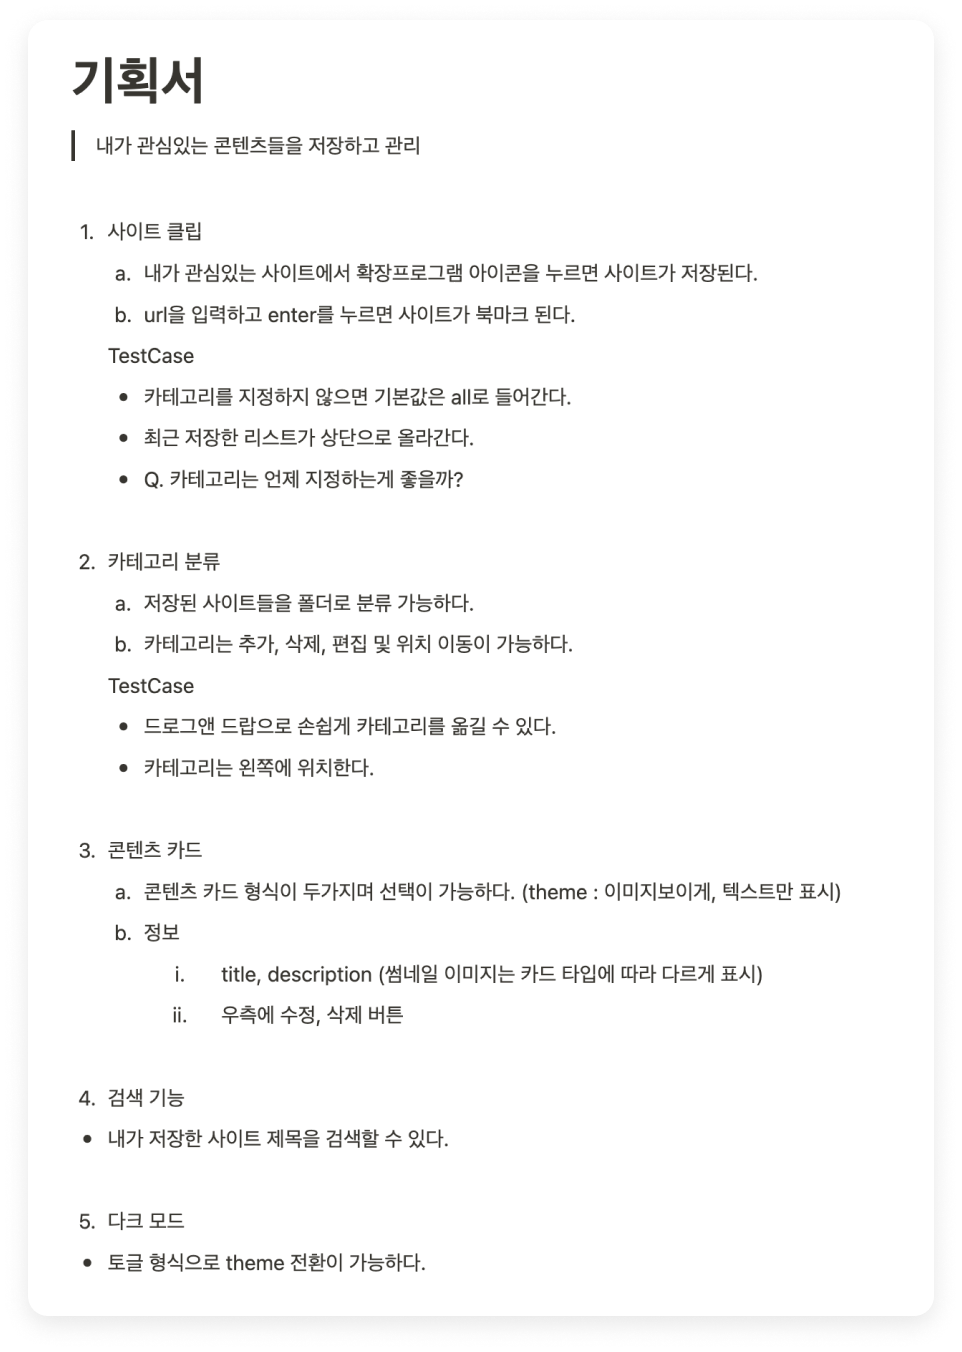 기획서
내가 관심있는 콘텐츠들을 저장하고 관리
1. 사이트 클립
a. 내가 관심있는 사이트에서 확장프로그램 아이콘을 누르면 사이트가 저장된다.
b. url을 입력하고 enter를 누르면 사이트가 북마크 된다.
TestCase
• 카테고리를 지정하지 않으면 기본값은 all로 들어간다.
• 최근 저장한 리스트가 상단으로 올라간다.
• Q. 카테고리는 언제 지정하는게 좋을까?
2. 카테고리 분류
a. 저장된 사이트들을 폴더로 분류 가능하다.
b. 카테고리는 추가, 삭제, 편집 및 위치 이동이 가능하다.
TestCase
• 드로그앤 드랍으로 손쉽게 카테고리를 옮길 수 있다.
• 카테고리는 왼쪽에 위치한다.
3. 콘텐츠 카드
a. 콘텐츠 카드 형식이 두가지며 선택이 가능하다. (theme : 이미지보이게, 텍스트만 표시)
b. 정보
i. title, description (썸네일 이미지는 카드 타입에 따라 다르게 표시)
ii. 우측에 수정, 삭제 버튼
4. 검색 기능
• 내가 저장한 사이트 제목을 검색할 수 있다.
5. 다크 모드
• 토글 형식으로 theme 전환이 가능하다.